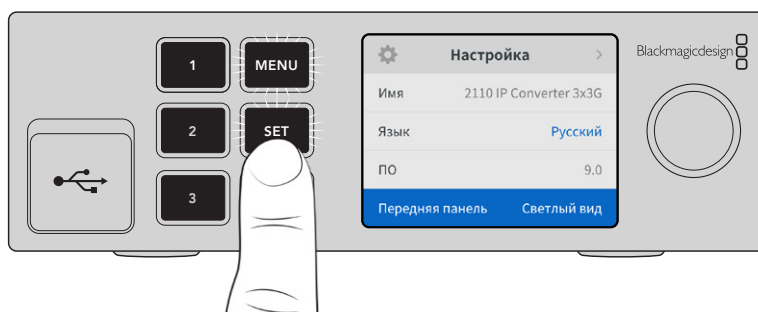 1
MENU
2
SET
3
Настройка
Имя 2110 IP Converter 3x3G
Язык Русский
ПО 9.0
Передняя панель Светлый вид
Blackmagicdesign